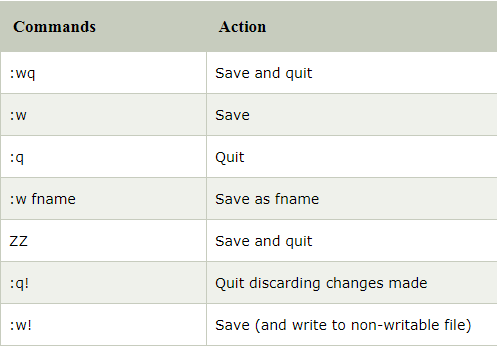 Commands Action
:wq Save and quit
:w Save
:q Quit
:w fname Save as fname
ZZ Save and quit
:q! Quit discarding changes made
:w! Save (and write to non-writable file)